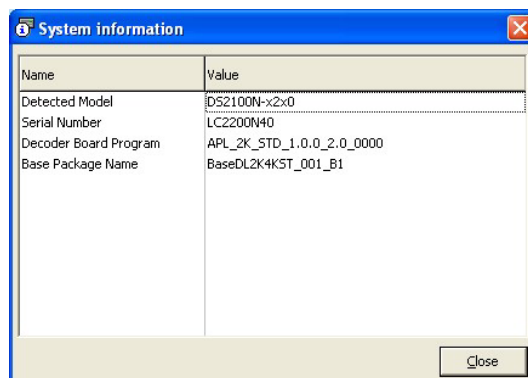 System information
Name Value
Detected Model DS2100N-x2x0
Serial Number LC2200N40
Decoder Board Program APL_2K_STD_1.0.0_2.0_0000
Base Package Name BaseDL2K4KST_001_B1
Close